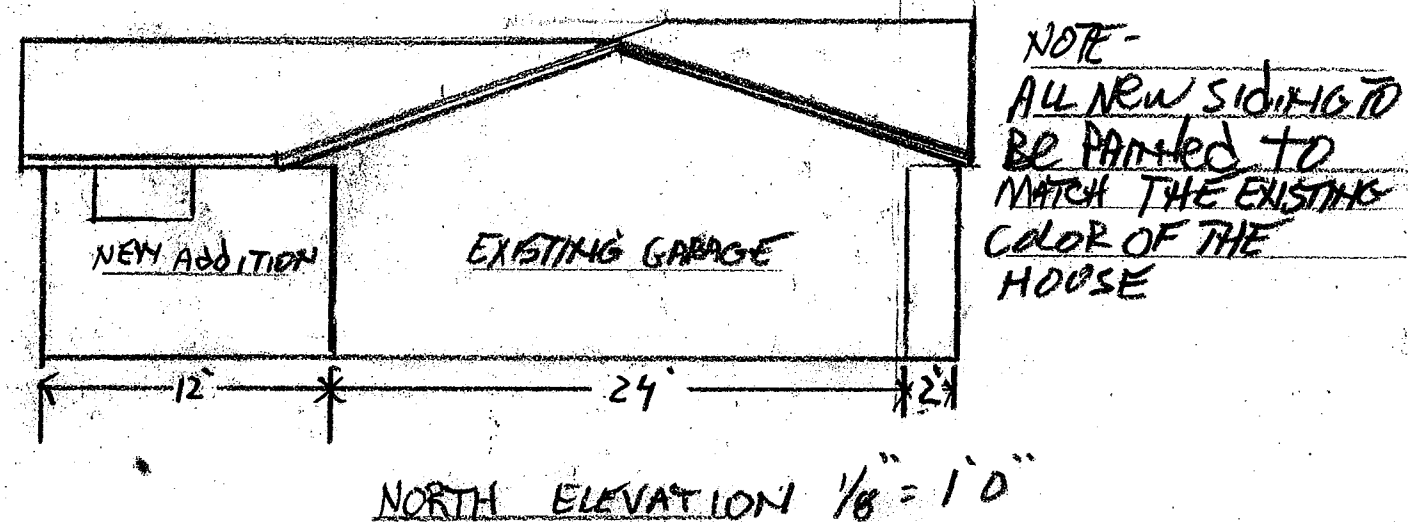 NOTE-
ALL NEW SIdING TO
BE PAINTEd TO
MATCH THE EXISTING
COLOR OF THE
HOUSE
NEW AddITION
EXISTING GARAGE
12' 24' 2'
NORTH ELEVATION 1/8" = 1'0"